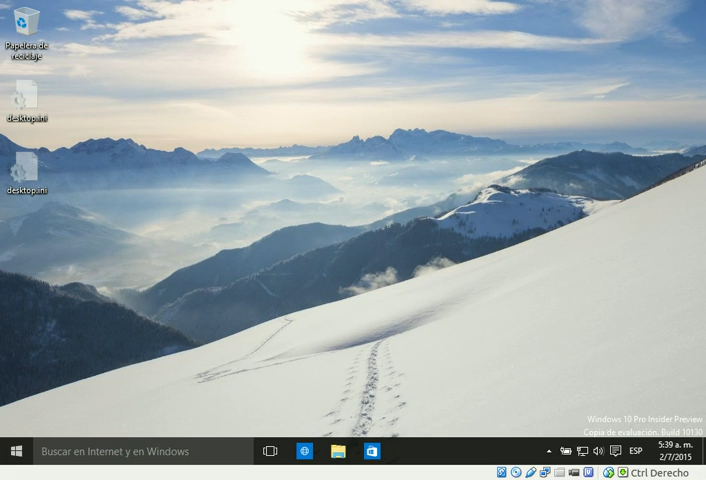 Papelera de
reciclaje
desktop.ini
desktop.ini
Windows 10 Pro Insider Preview
Copia de evaluación. Build 10130
Buscar en Internet y en Windows
ESP
5:39 a. m.
2/7/2015
Ctrl Derecho